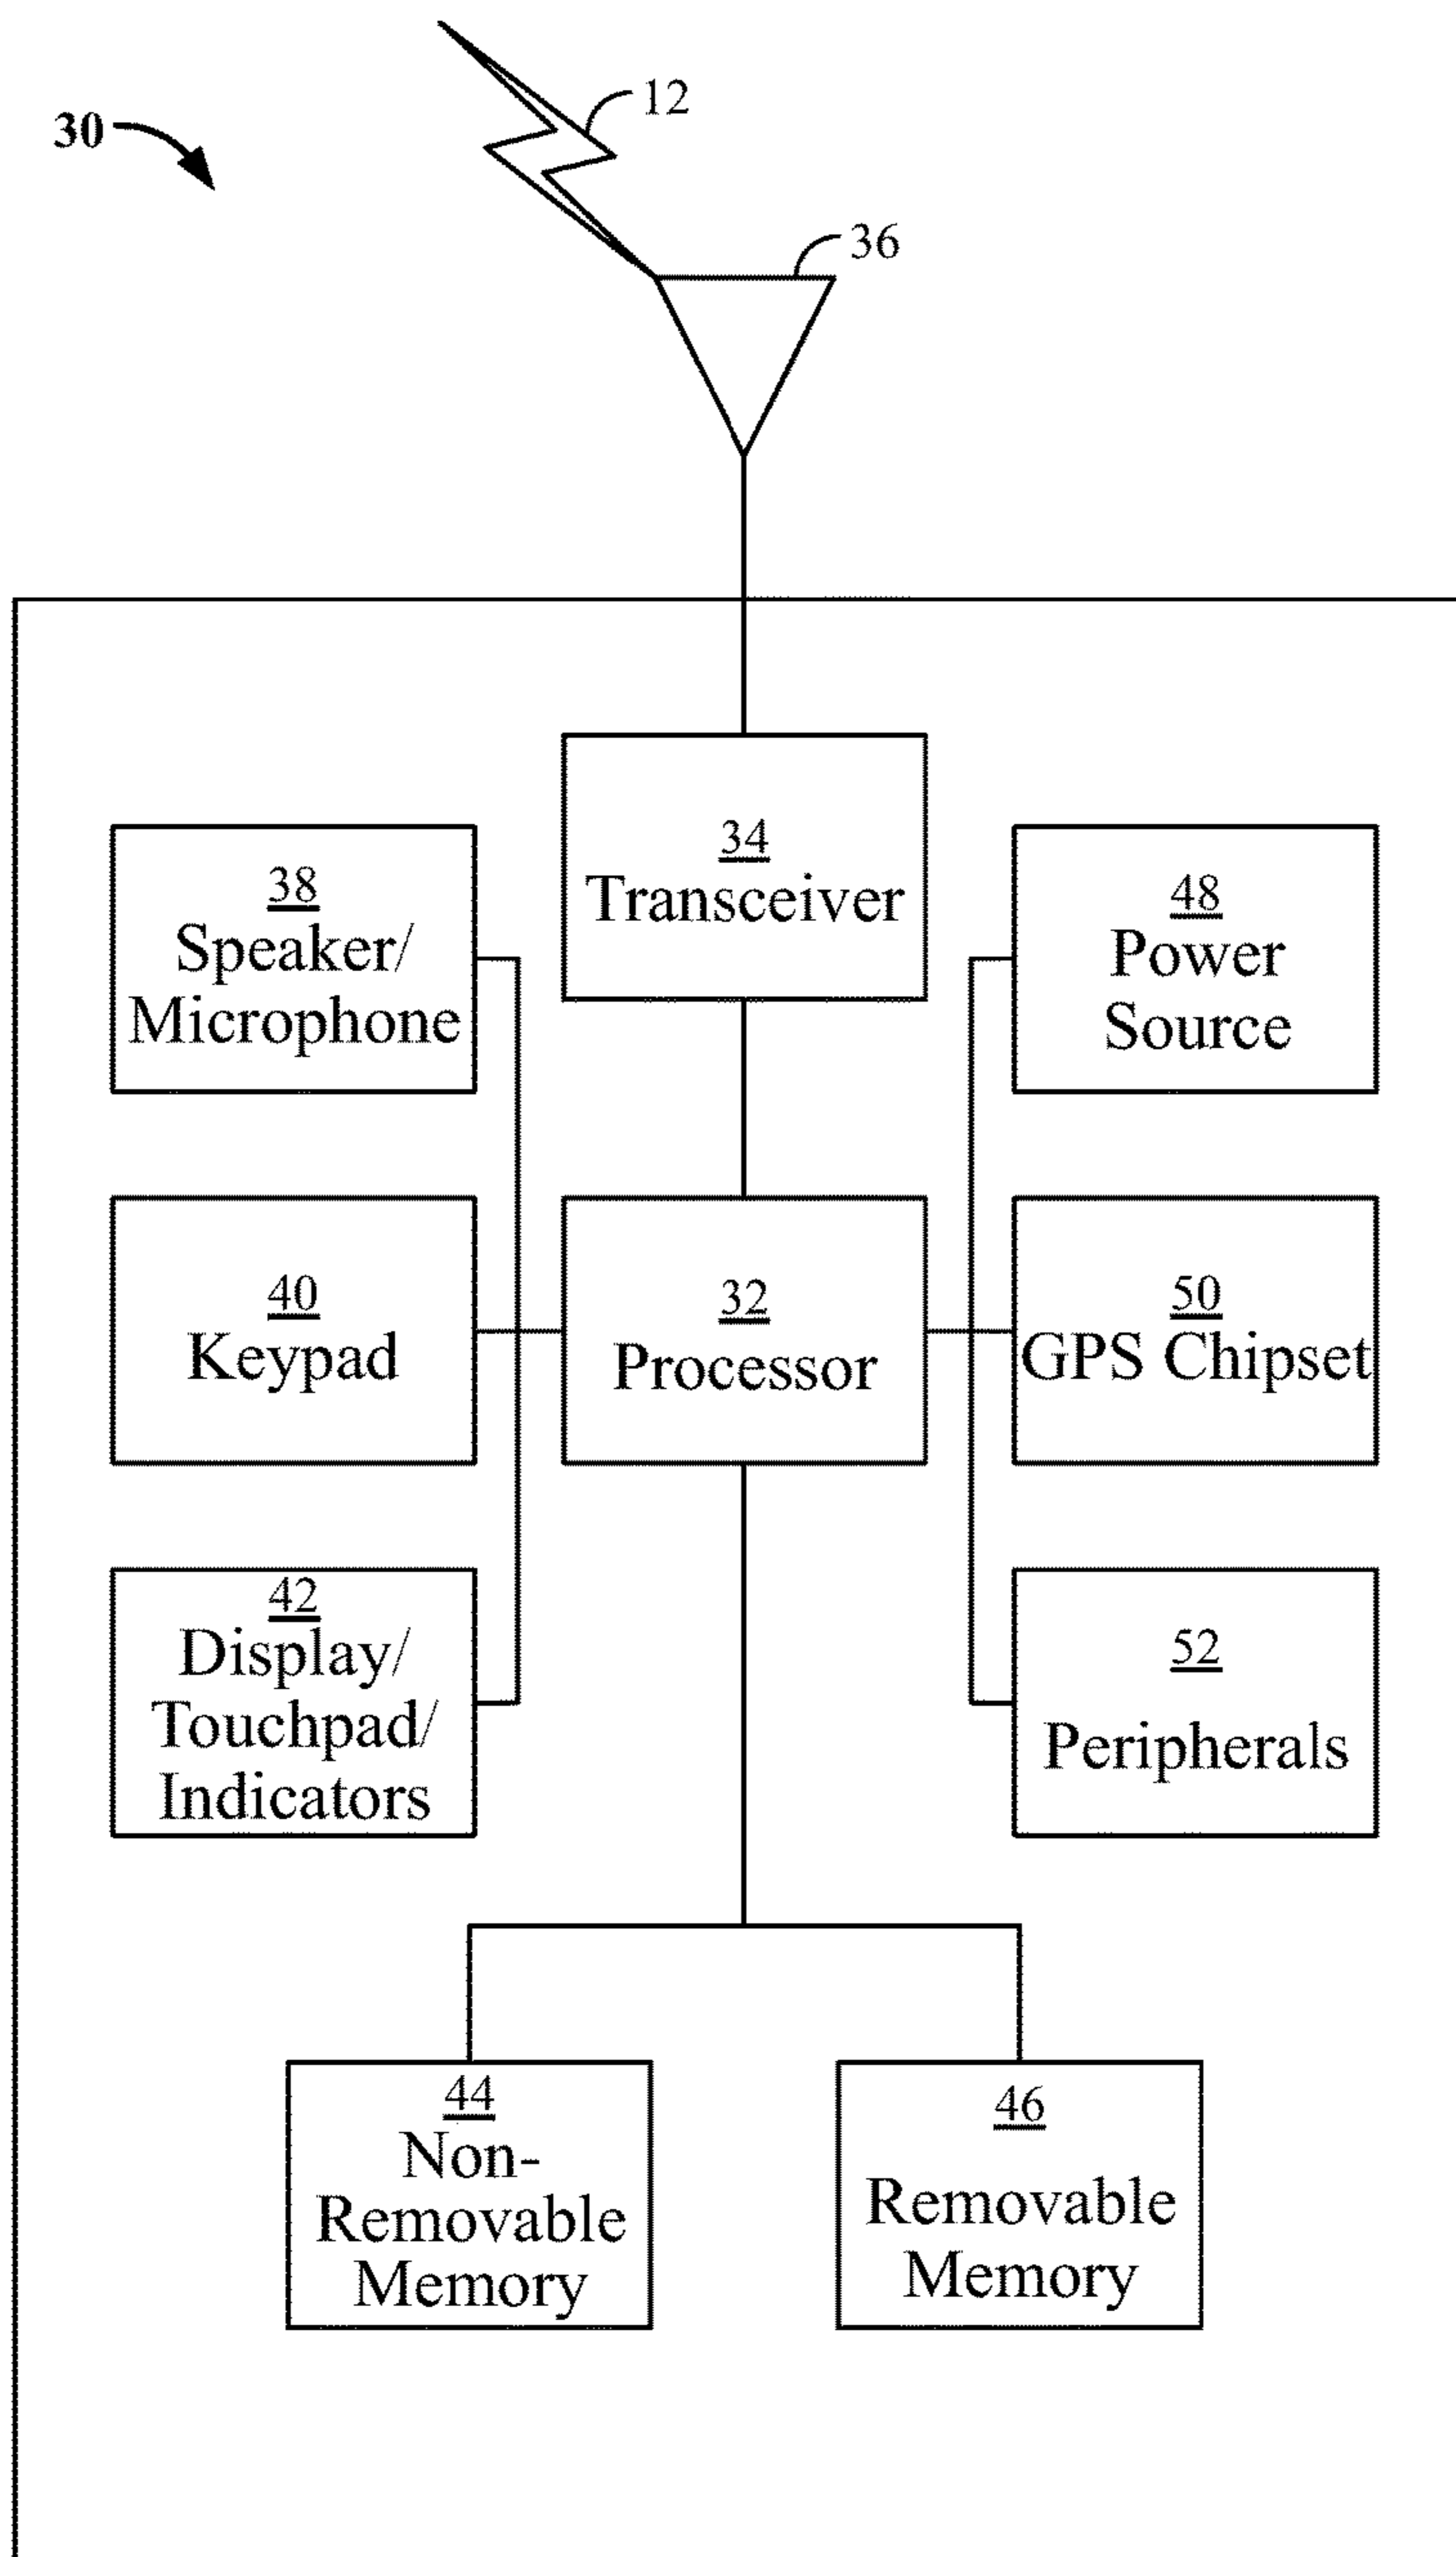 12
30
36
34
Transceiver
38
Speaker/
Microphone
48
Power
Source
40
Keypad
32
Processor
50
GPS Chipset
42
Display/
Touchpad/
Indicators
52
Peripherals
44
Non-
Removable
Memory
46
Removable
Memory